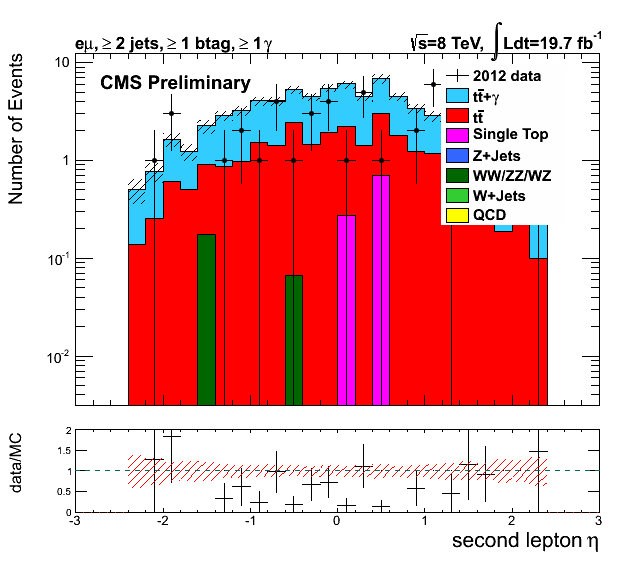 eμ, ≥ 2 jets, ≥ 1 btag, ≥ 1 γ
√s=8 TeV, ∫Ldt=19.7 fb⁻¹
CMS Preliminary
2012 data
tt̄+γ
tt̄
Single Top
Z+Jets
WW/ZZ/WZ
W+Jets
QCD
Number of Events
10
1
10⁻¹
10⁻²
data/MC
2
1.5
1
0.5
0
-3 -2 -1 0 1 2 3
second lepton η